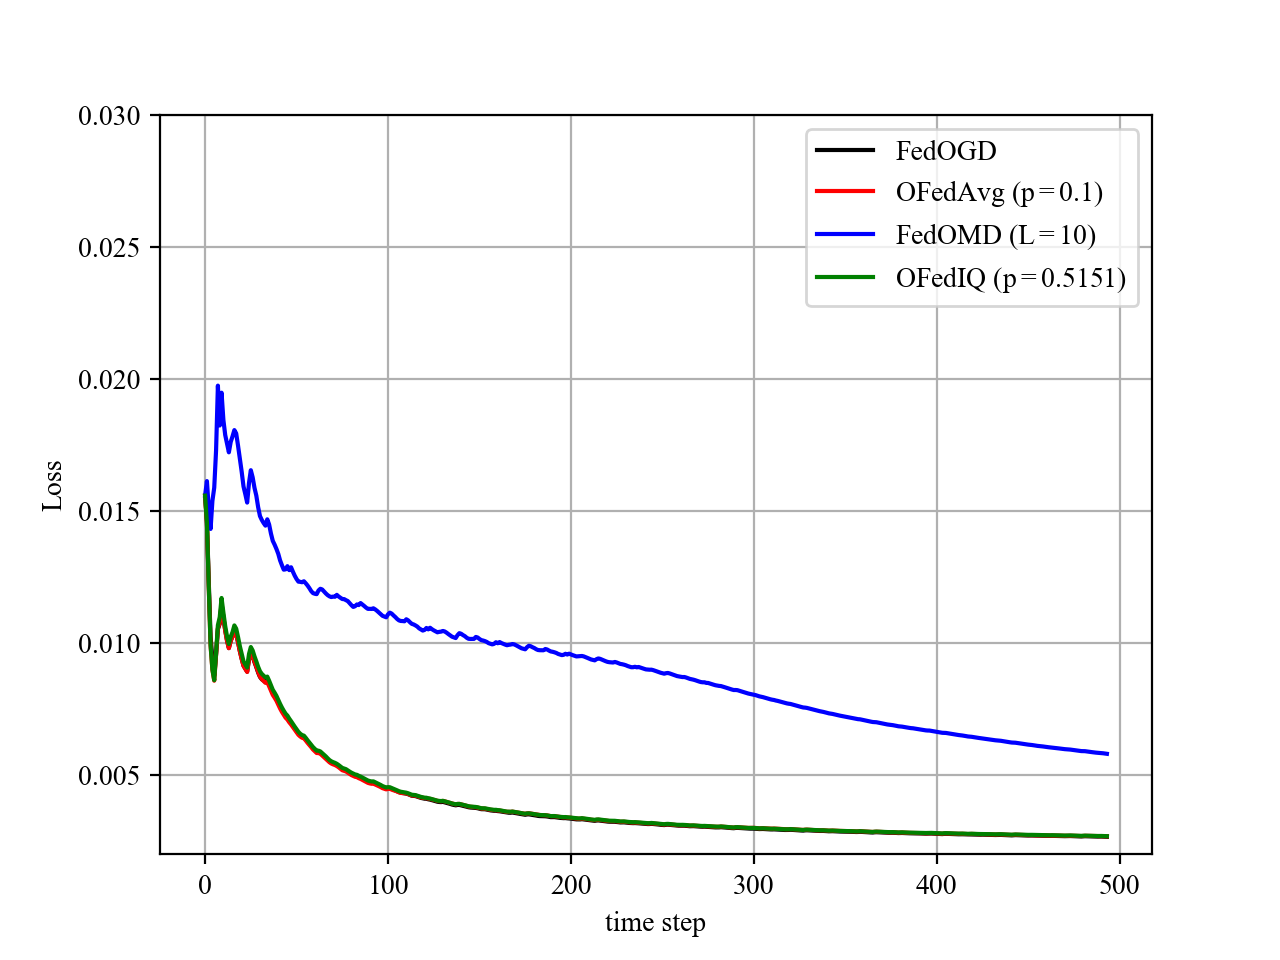 0.030
0.025
0.020
0.015
0.010
0.005
Loss
0
100
200
300
400
500
time step
FedOGD
OFedAvg (p = 0.1)
FedOMD (L = 10)
OFedIQ (p = 0.5151)